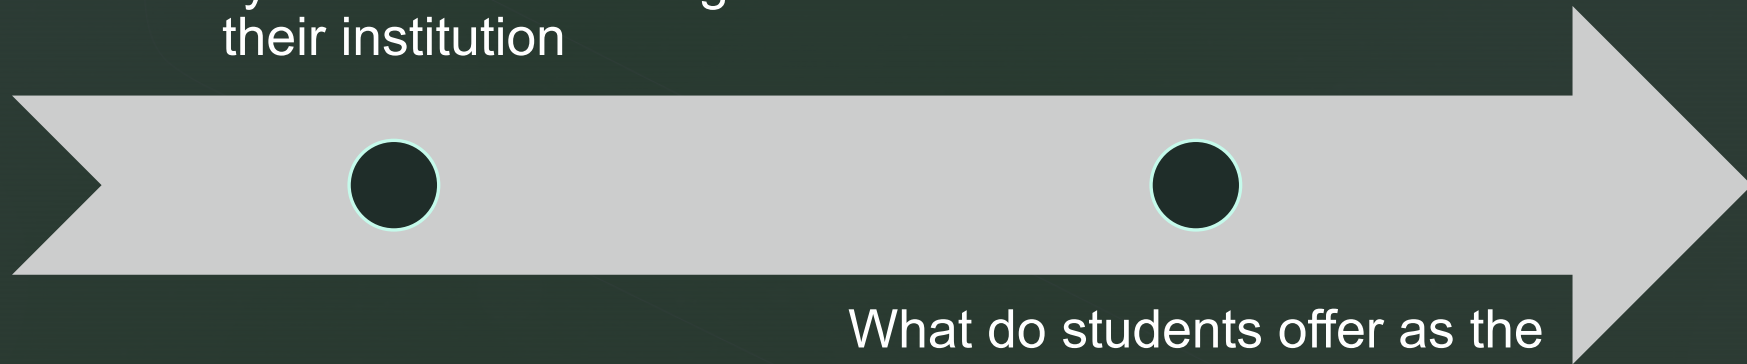 their institution
What do students offer as the